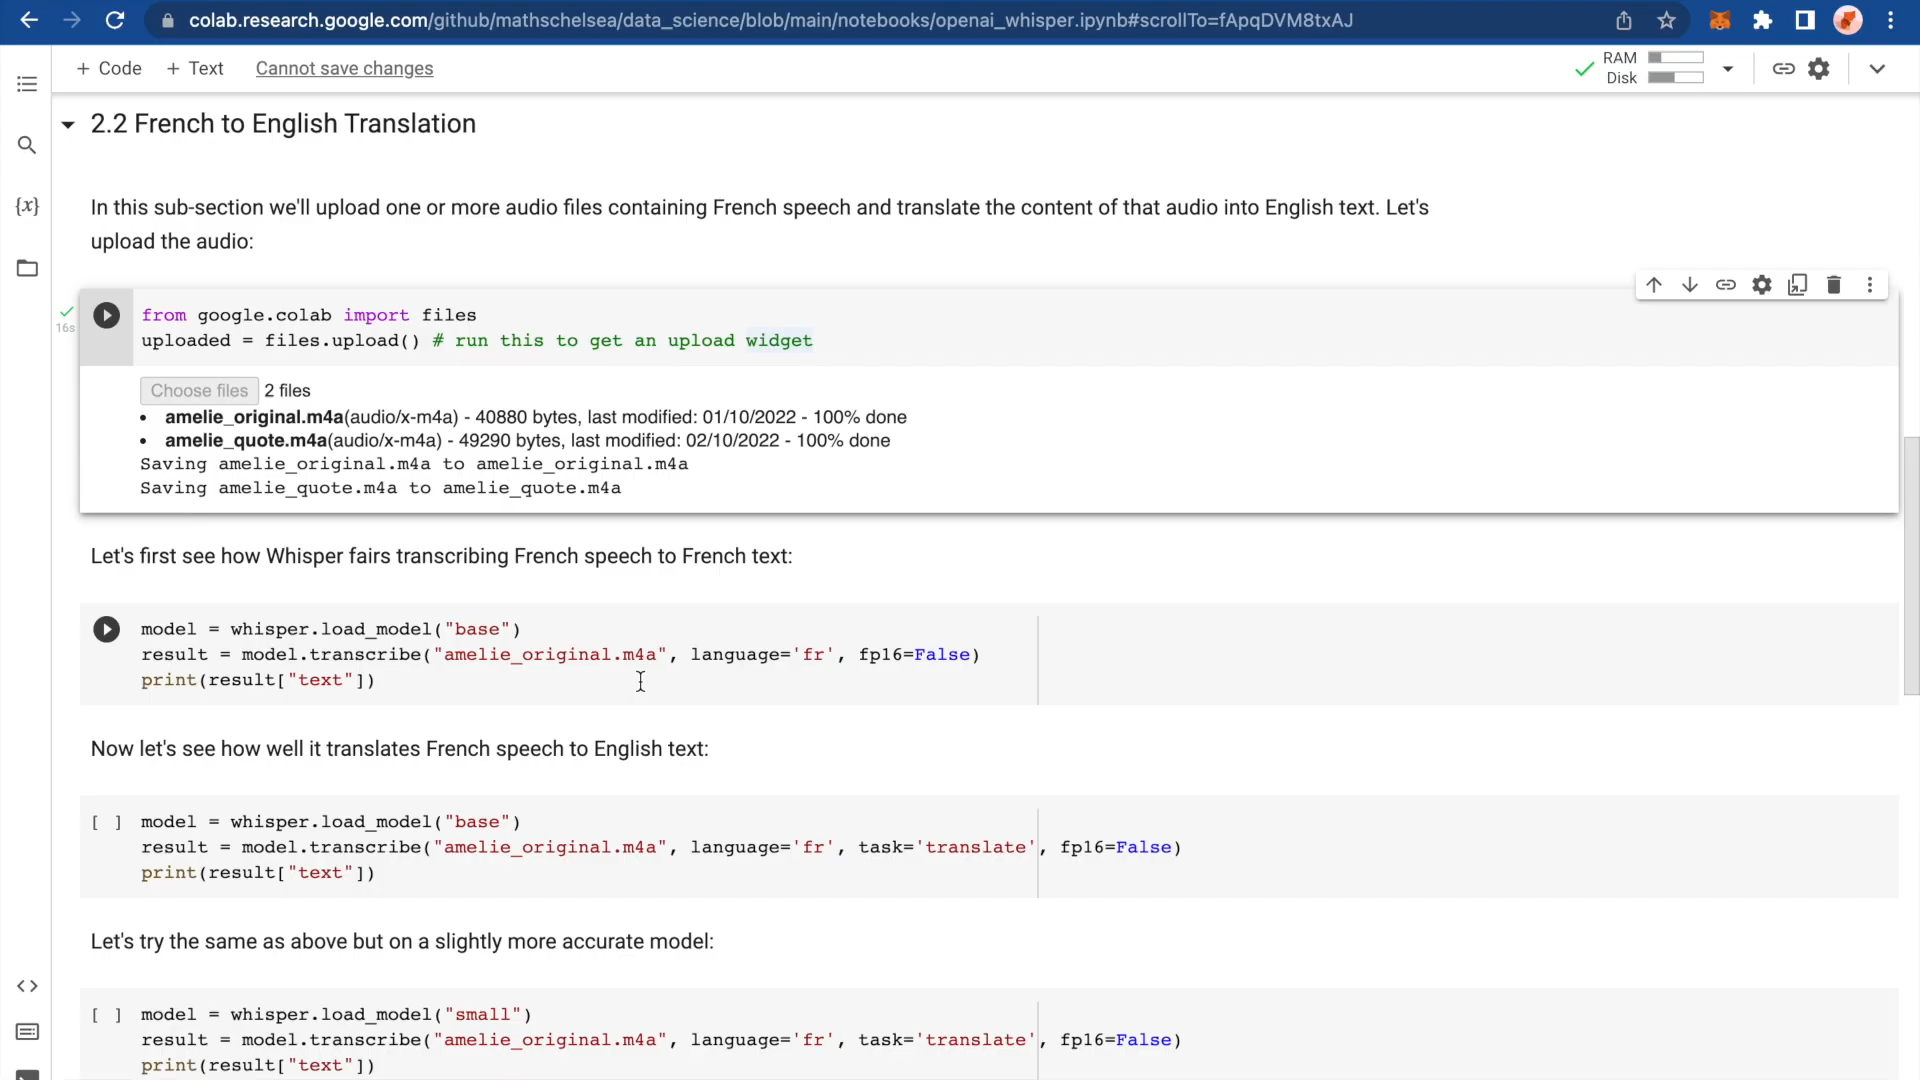 colab.research.google.com/github/mathschelsea/data_science/blob/main/notebooks/openai_whisper.ipynb#scrollTo=fApqDVM8txAJ
+ Code + Text Cannot save changes
RAM
Disk
2.2 French to English Translation
{x}
In this sub-section we'll upload one or more audio files containing French speech and translate the content of that audio into English text. Let's
upload the audio:
16s
from google.colab import files
uploaded = files.upload() # run this to get an upload widget
Choose files 2 files
• amelie_original.m4a(audio/x-m4a) - 40880 bytes, last modified: 01/10/2022 - 100% done
• amelie_quote.m4a(audio/x-m4a) - 49290 bytes, last modified: 02/10/2022 - 100% done
Saving amelie_original.m4a to amelie_original.m4a
Saving amelie_quote.m4a to amelie_quote.m4a
Let's first see how Whisper fairs transcribing French speech to French text:
model = whisper.load_model("base")
result = model.transcribe("amelie_original.m4a", language='fr', fp16=False)
print(result["text"])
Now let's see how well it translates French speech to English text:
[ ] model = whisper.load_model("base")
result = model.transcribe("amelie_original.m4a", language='fr', task='translate', fp16=False)
print(result["text"])
Let's try the same as above but on a slightly more accurate model:
[ ] model = whisper.load_model("small")
result = model.transcribe("amelie_original.m4a", language='fr', task='translate', fp16=False)
print(result["text"])